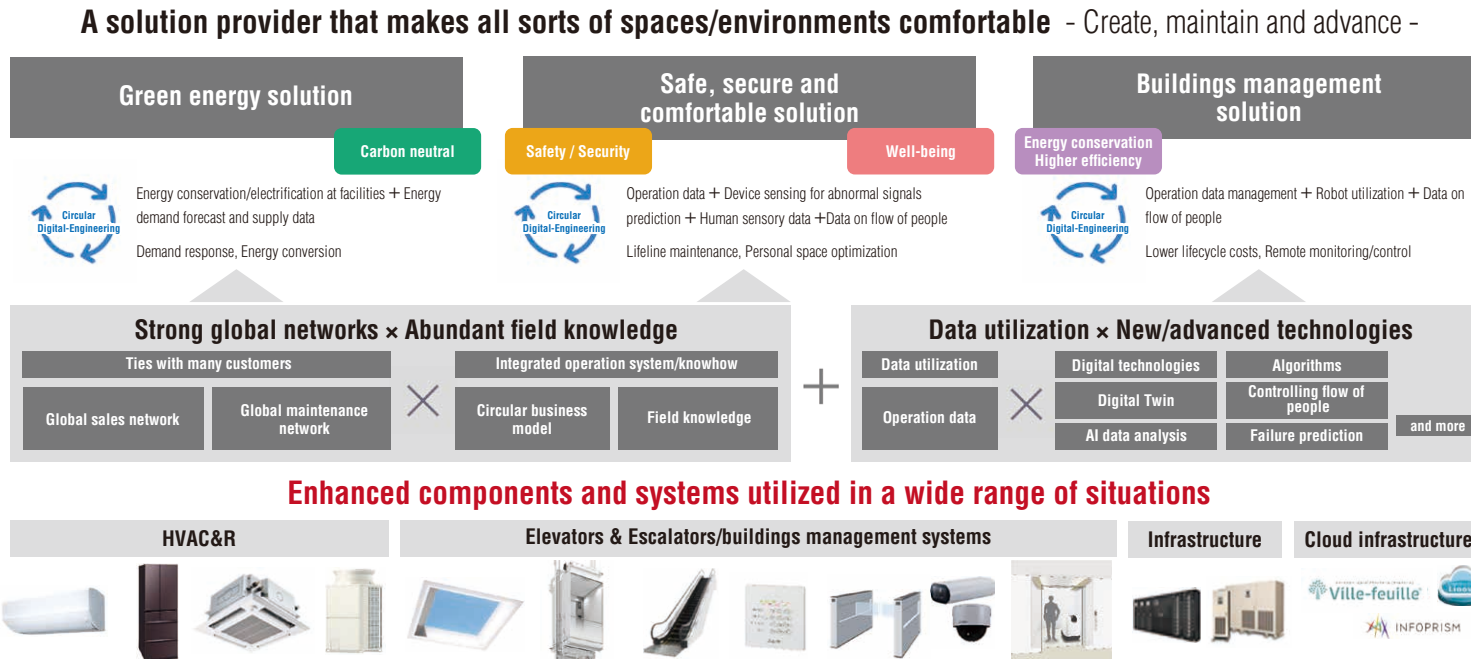 A solution provider that makes all sorts of spaces/environments comfortable - Create, maintain and advance -
Green energy solution
Safe, secure and
comfortable solution
Buildings management
solution
Carbon neutral
Safety / Security
Well-being
Energy conservation
Higher efficiency
Circular
Digital-Engineering
Energy conservation/electrification at facilities + Energy
demand forecast and supply data
Demand response, Energy conversion
Circular
Digital-Engineering
Operation data + Device sensing for abnormal signals
prediction + Human sensory data +Data on flow of people
Lifeline maintenance, Personal space optimization
Circular
Digital-Engineering
Operation data management + Robot utilization + Data on
flow of people
Lower lifecycle costs, Remote monitoring/control
Strong global networks × Abundant field knowledge
Ties with many customers
Global sales network
Global maintenance
network
×
Integrated operation system/knowhow
Circular business
model
Field knowledge
+
Data utilization × New/advanced technologies
Data utilization
Operation data
×
Digital technologies
Algorithms
Digital Twin
Controlling flow of
people
AI data analysis
Failure prediction
and more
Enhanced components and systems utilized in a wide range of situations
HVAC&R
Elevators & Escalators/buildings management systems
Infrastructure
Cloud infrastructure
Ville-feuille
INFOPRISM